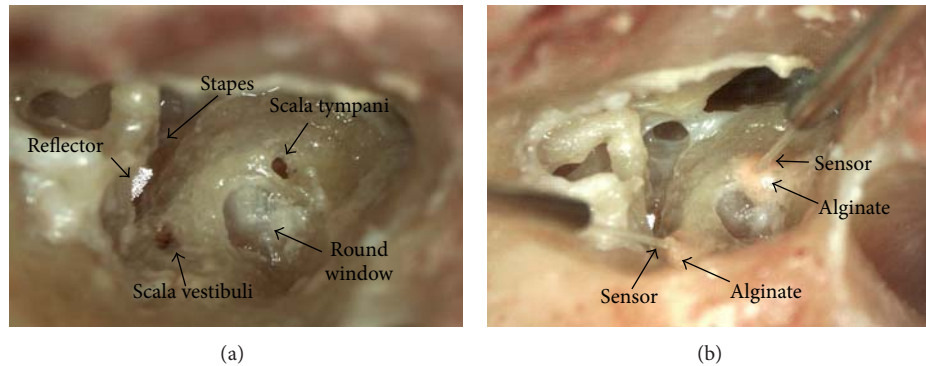 Stapes
Scala tympani
Reflector
Round
window
Scala vestibuli
(a)
Sensor
Alginate
Sensor
Alginate
(b)